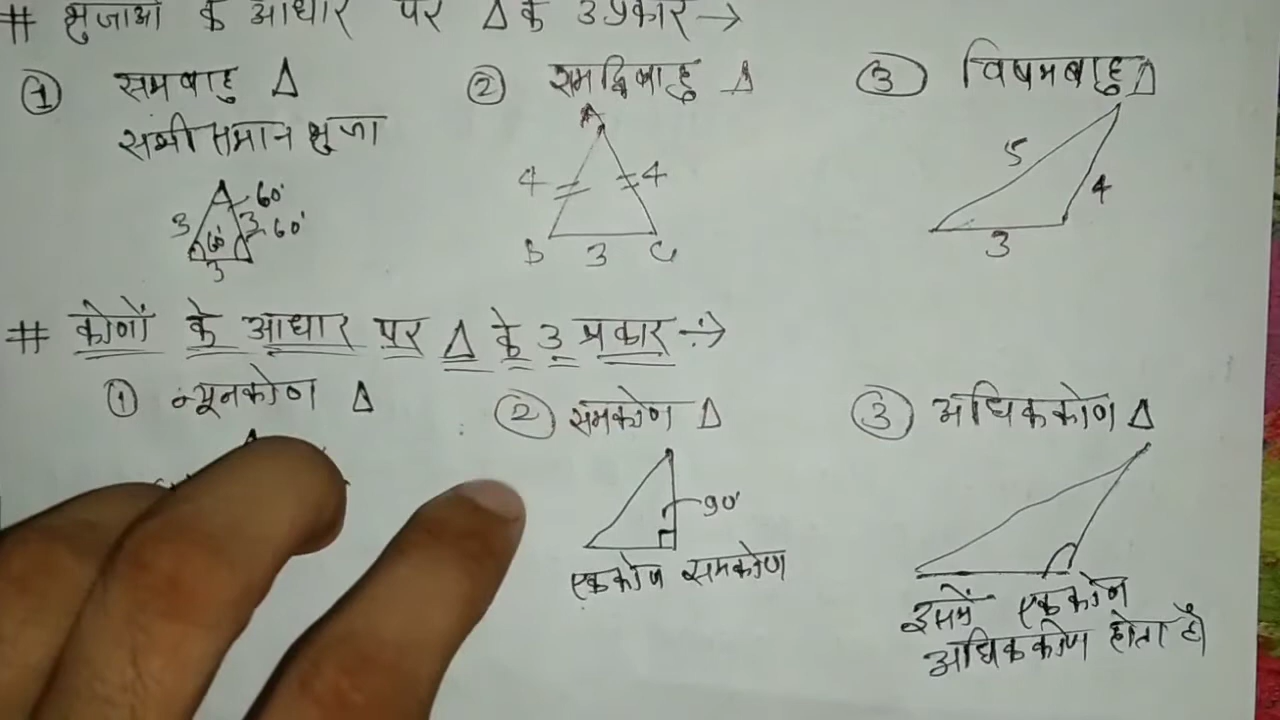 # भुजाओं के आधार पर Δ के 3 प्रकार →
① समबाहु Δ
सभी समान भुजा
60°
3
3
60°
60°
3
② समद्विबाहु Δ
A
4
4
B
3
C
③ विषमबाहु Δ
5
4
3
# कोणों के आधार पर Δ के 3 प्रकार ÷→
① न्यूनकोण Δ
② समकोण Δ
90°
एक कोण समकोण
③ अधिककोण Δ
इसमें एक कोण
अधिककोण होता है